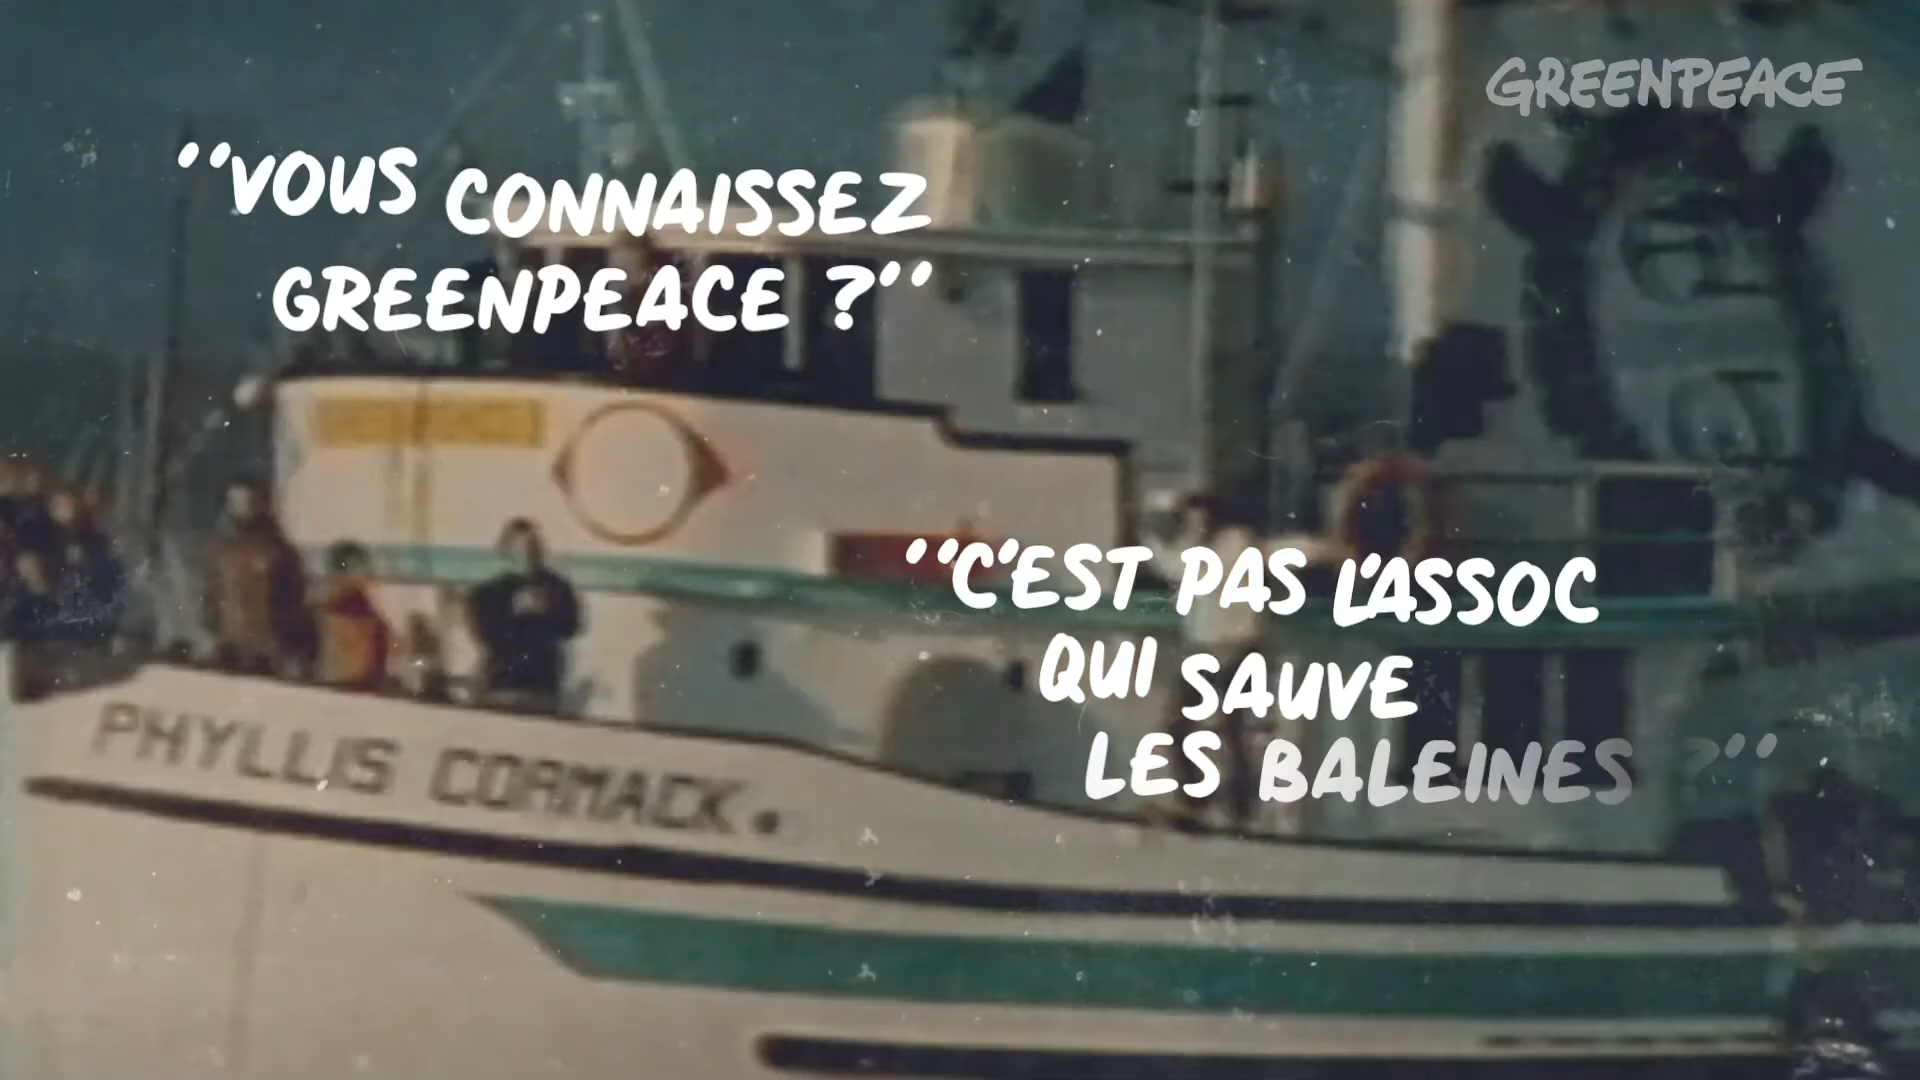 GREENPEACE
"VOUS CONNAISSEZ
GREENPEACE ?"
"C'EST PAS L'ASSOC
QUI SAUVE
LES BALEINES ?"
PHYLLIS CORMACK.